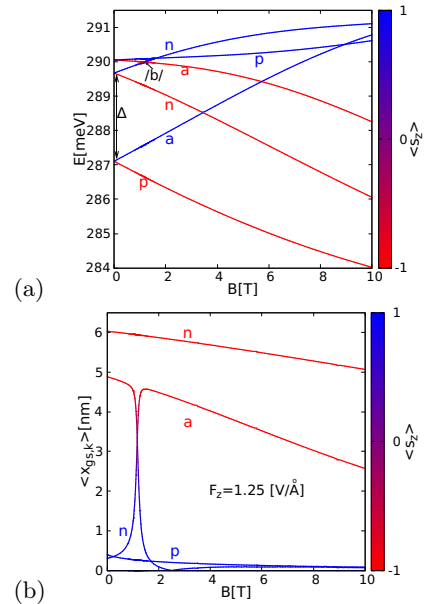 291
290
289
288
287
286
285
284
E[meV]
n
p
/b/
a
Δ
n
a
p
0 2 4 6 8 10
B[T]
1
0
-1
<s_z>
(a)
6
5
4
3
2
1
0
<x_{gs,k}>[nm]
n
a
F_z=1.25 [V/Å]
n
p
0 2 4 6 8 10
B[T]
1
0
-1
<s_z>
(b)